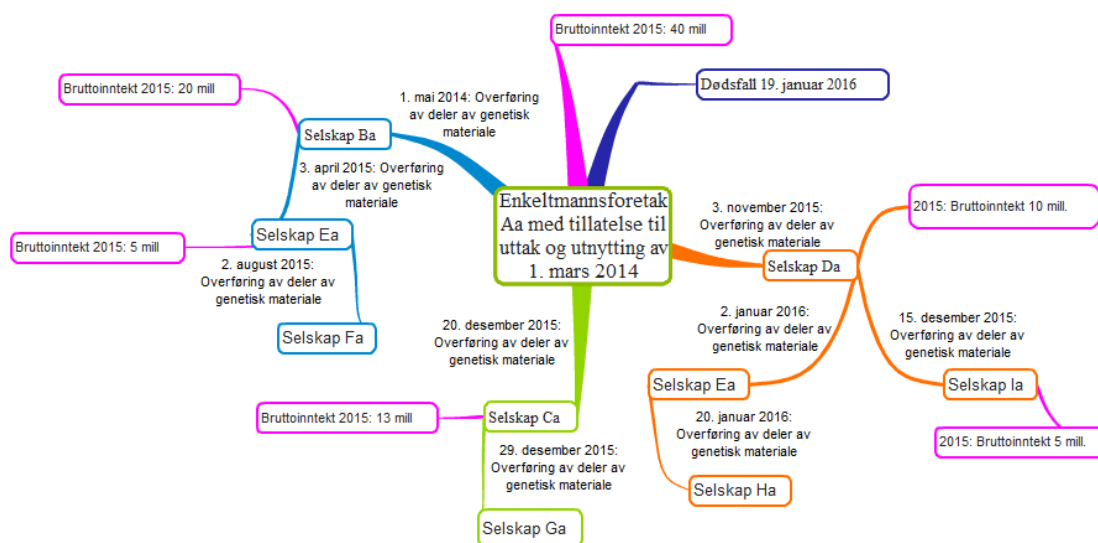 Bruttoinntekt 2015: 40 mill
Dødsfall 19. januar 2016
Bruttoinntekt 2015: 20 mill
1. mai 2014: Overføring
av deler av genetisk
materiale
Selskap Ba
3. april 2015: Overføring
av deler av genetisk
materiale
Selskap Ea
Bruttoinntekt 2015: 5 mill
2. august 2015:
Overføring av deler av
genetisk materiale
Selskap Fa
Enkeltmannsforetak
Aa med tillatelse til
uttak og utnytting av
1. mars 2014
3. november 2015:
Overføring av deler av
genetisk materiale
Selskap Da
2015: Bruttoinntekt 10 mill.
2. januar 2016:
Overføring av deler av
genetisk materiale
15. desember 2015:
Overføring av deler av
genetisk materiale
Selskap Ea
Selskap Ia
20. januar 2016:
Overføring av deler av
genetisk materiale
2015: Bruttoinntekt 5 mill.
Selskap Ha
20. desember 2015:
Overføring av deler av
genetisk materiale
Bruttoinntekt 2015: 13 mill
Selskap Ca
29. desember 2015:
Overføring av deler av
genetisk materiale
Selskap Ga